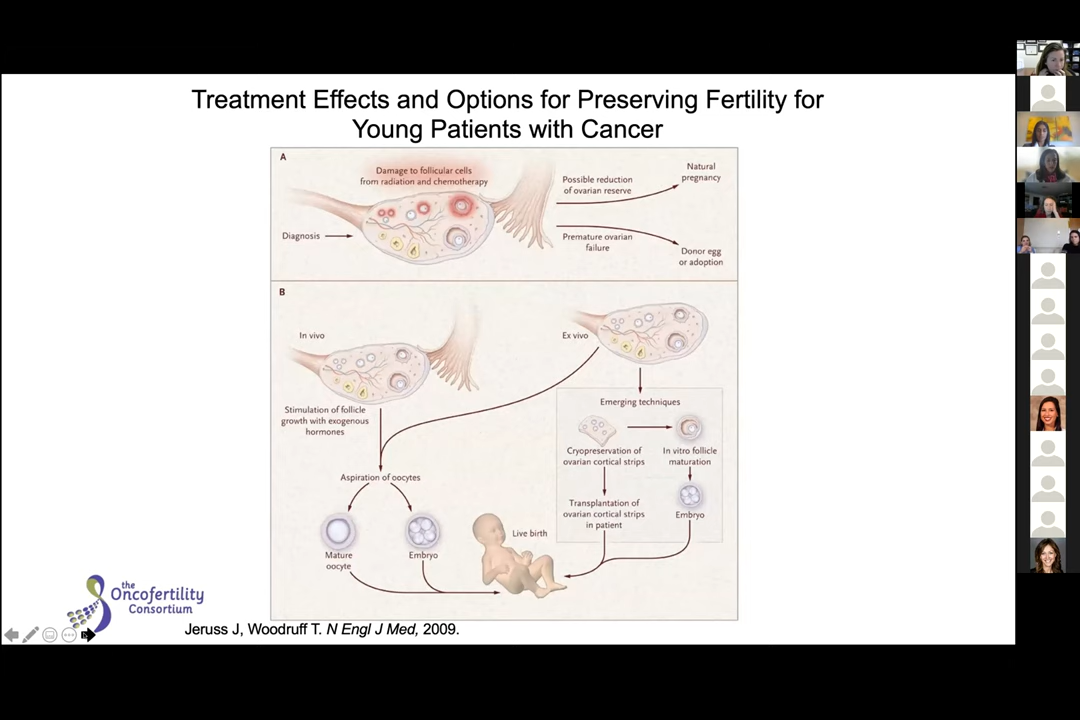 Treatment Effects and Options for Preserving Fertility for
Young Patients with Cancer
A
Damage to follicular cells
from radiation and chemotherapy
Diagnosis
Possible reduction
of ovarian reserve
Natural
pregnancy
Premature ovarian
failure
Donor egg
or adoption
B
In vivo
Ex vivo
Stimulation of follicle
growth with exogenous
hormones
Aspiration of oocytes
Mature
oocyte
Embryo
Emerging techniques
Cryopreservation of
ovarian cortical strips
In vitro follicle
maturation
Transplantation of
ovarian cortical strips
in patient
Embryo
Live birth
the
Oncofertility
Consortium
Jeruss J, Woodruff T. N Engl J Med, 2009.